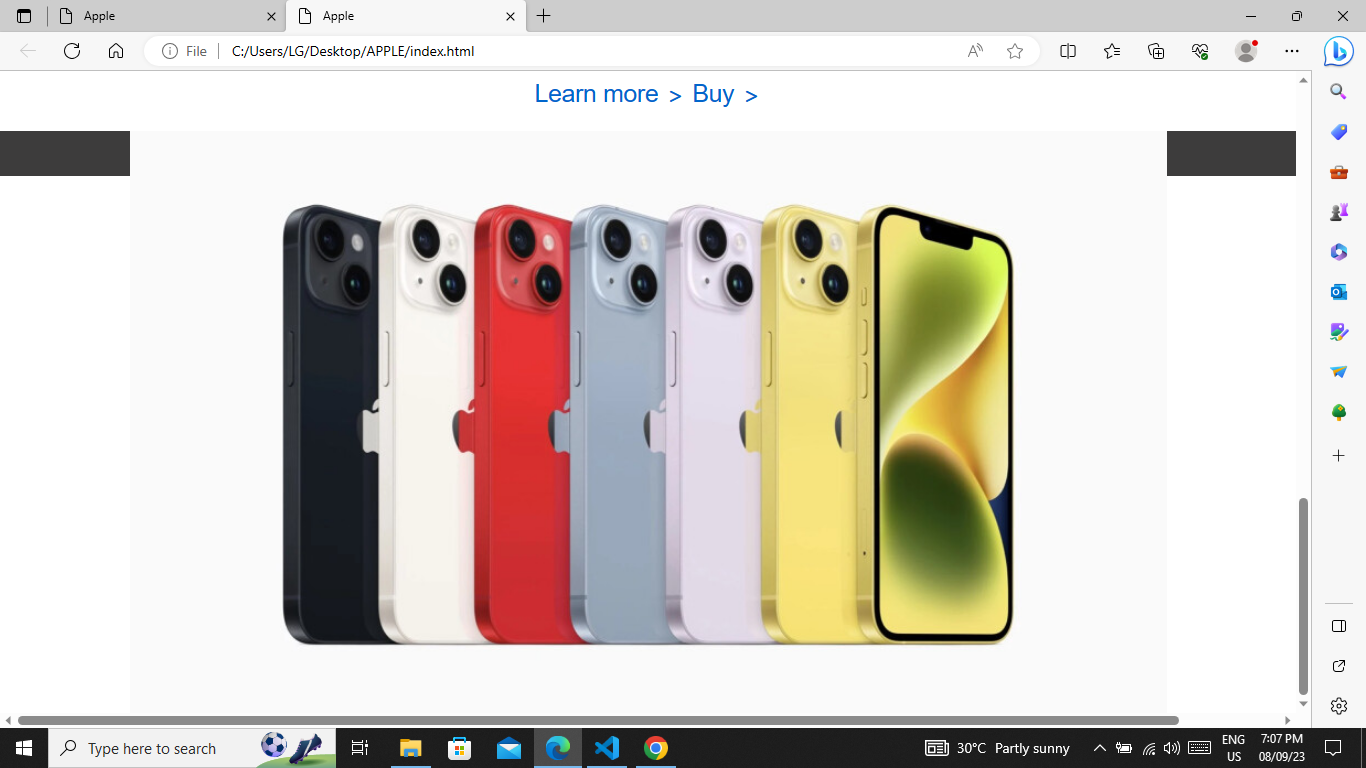 Apple
Apple
File
C:/Users/LG/Desktop/APPLE/index.html
Learn more > Buy >
Type here to search
30°C Partly sunny
ENG
US
7:07 PM
08/09/23